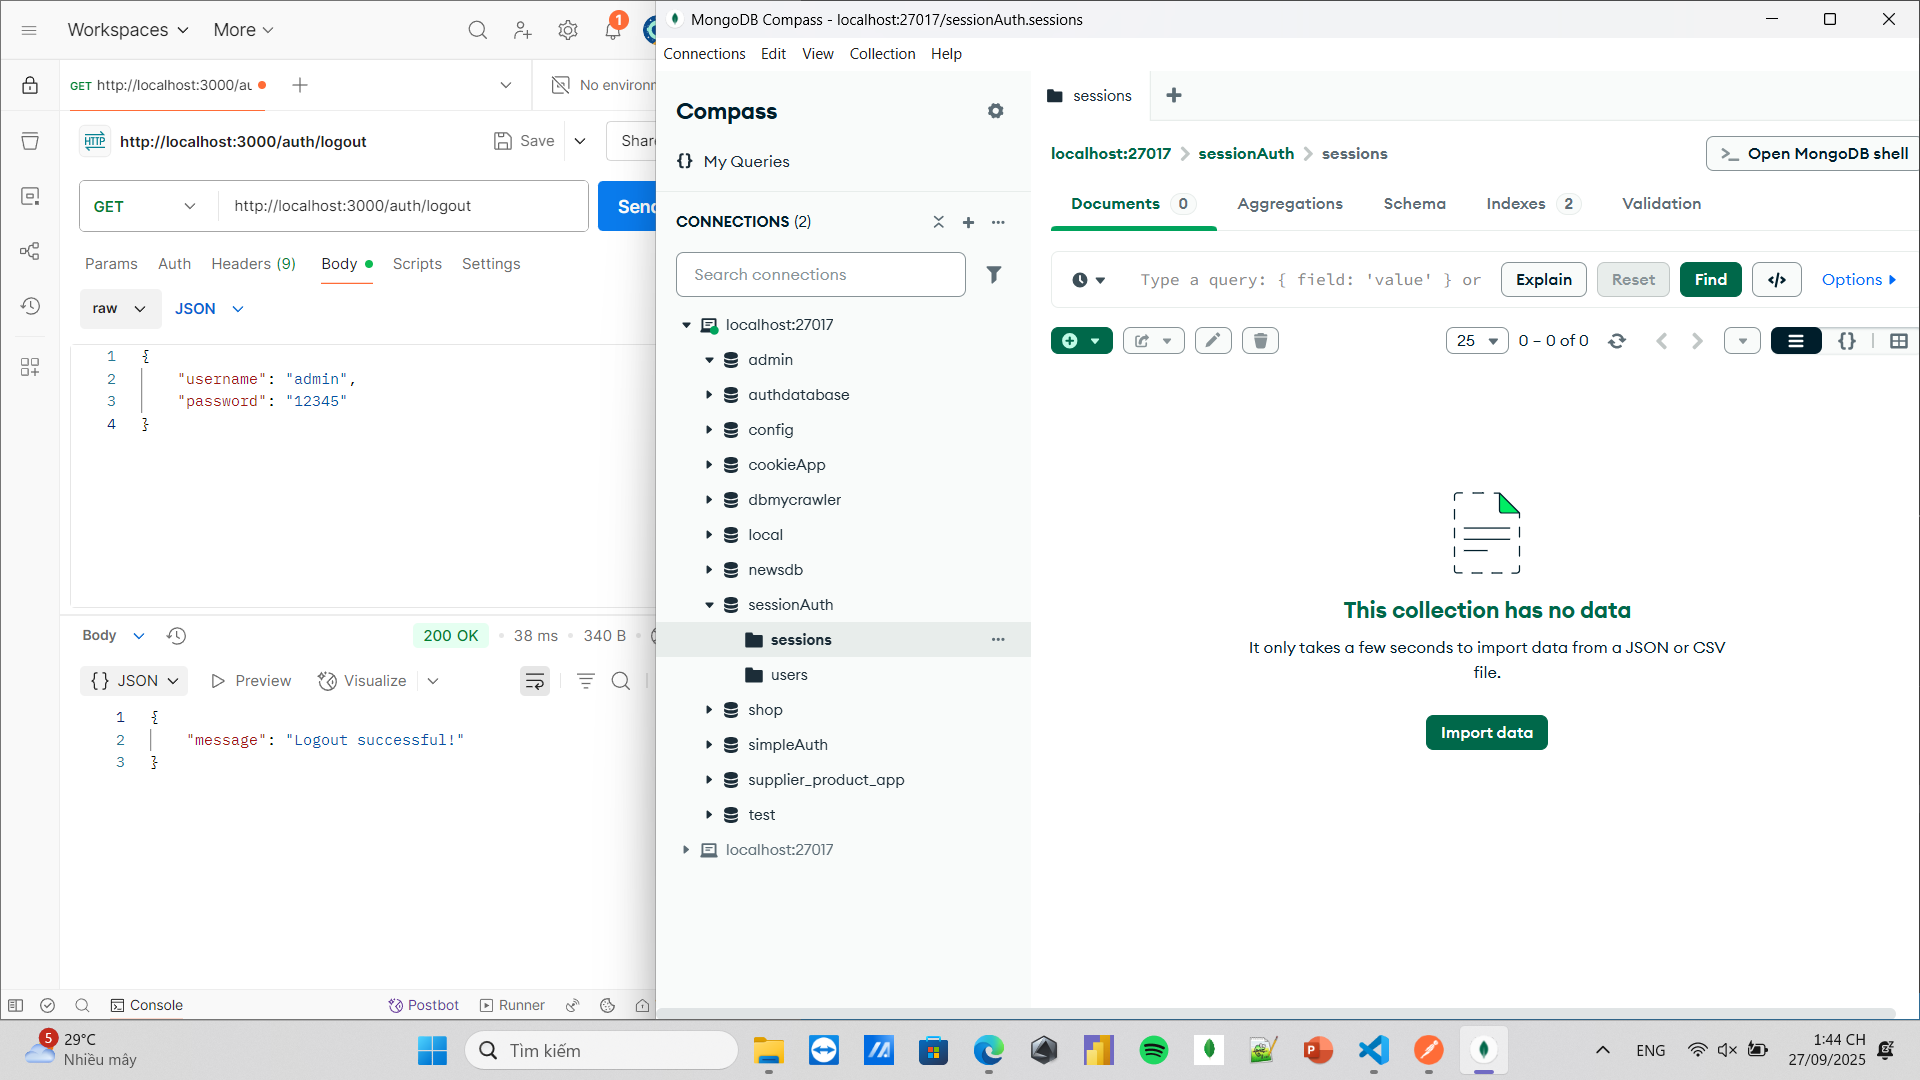 Workspaces
More
1
GET http://localhost:3000/au
No environm
HTTP http://localhost:3000/auth/logout
Save
Share
GET
http://localhost:3000/auth/logout
Send
Params
Auth
Headers (9)
Body
Scripts
Settings
raw
JSON
1 {
2 "username": "admin",
3 "password": "12345"
4 }
Body
200 OK
38 ms
340 B
{} JSON
Preview
Visualize
1 {
2 "message": "Logout successful!"
3 }
Console
Postbot
Runner
MongoDB Compass - localhost:27017/sessionAuth.sessions
Connections
Edit
View
Collection
Help
Compass
{} My Queries
CONNECTIONS (2)
Search connections
localhost:27017
admin
authdatabase
config
cookieApp
dbmycrawler
local
newsdb
sessionAuth
sessions
users
shop
simpleAuth
supplier_product_app
test
localhost:27017
sessions
localhost:27017 > sessionAuth > sessions
>_ Open MongoDB shell
Documents 0
Aggregations
Schema
Indexes 2
Validation
Type a query: { field: 'value' } or
Explain
Reset
Find
</>
Options
25
0 – 0 of 0
{}
This collection has no data
It only takes a few seconds to import data from a JSON or CSV
file.
Import data
5
29°C
Nhiều mây
Tìm kiếm
ENG
1:44 CH
27/09/2025